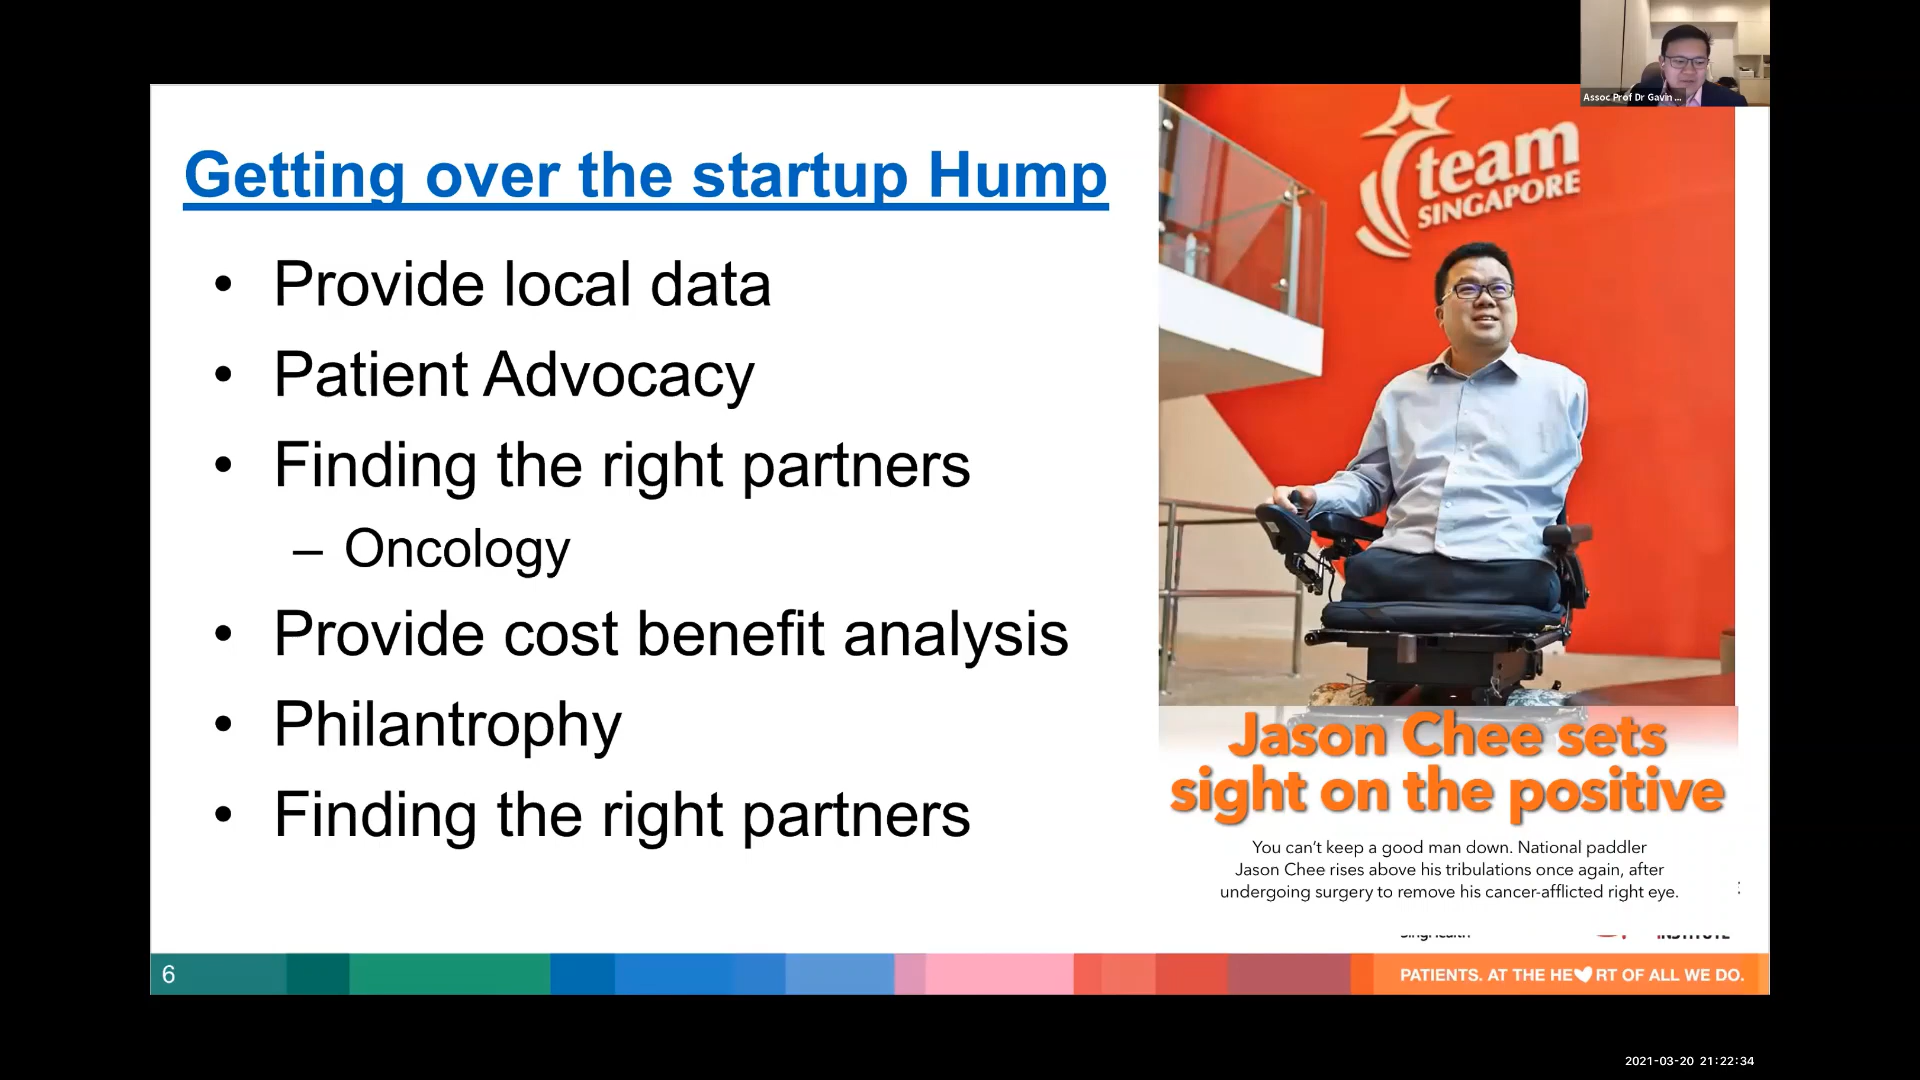 Assoc Prof Dr Gavin ...
team
SINGAPORE
Getting over the startup Hump
• Provide local data
• Patient Advocacy
• Finding the right partners
– Oncology
• Provide cost benefit analysis
• Philantrophy
• Finding the right partners
Jason Chee sets
sight on the positive
You can't keep a good man down. National paddler
Jason Chee rises above his tribulations once again, after
undergoing surgery to remove his cancer-afflicted right eye.
SingHealth
INSTITUTE
6
PATIENTS. AT THE HE RT OF ALL WE DO.
2021-03-20 21:22:34